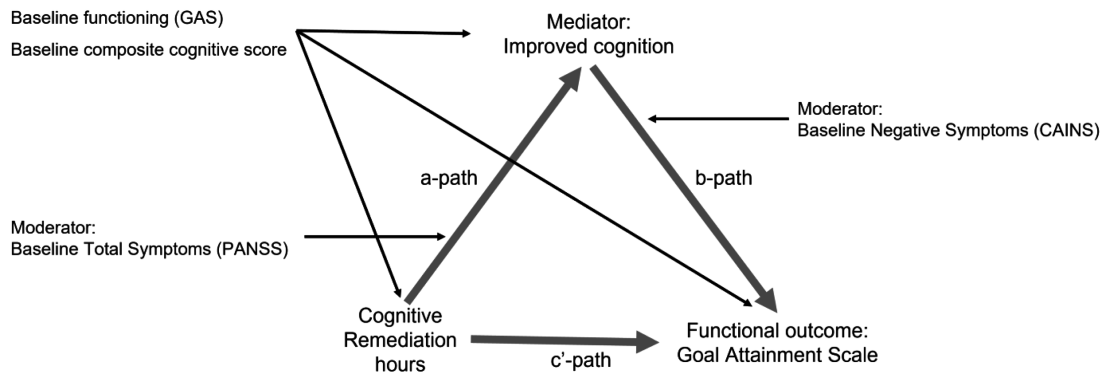 Baseline functioning (GAS)
Baseline composite cognitive score
Mediator:
Improved cognition
Moderator:
Baseline Negative Symptoms (CAINS)
a-path
b-path
Moderator:
Baseline Total Symptoms (PANSS)
Cognitive
Remediation
hours
c'-path
Functional outcome:
Goal Attainment Scale